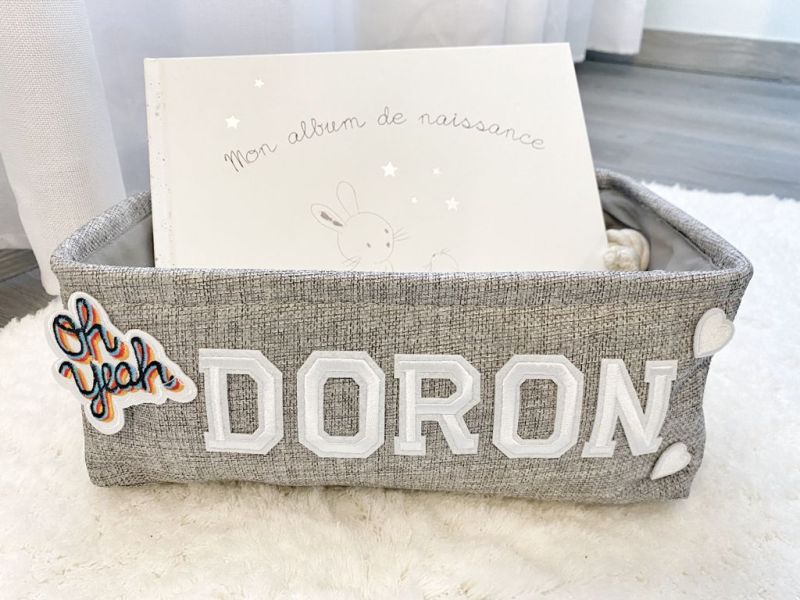 Mon album de naissance
oh
yeah
DORON